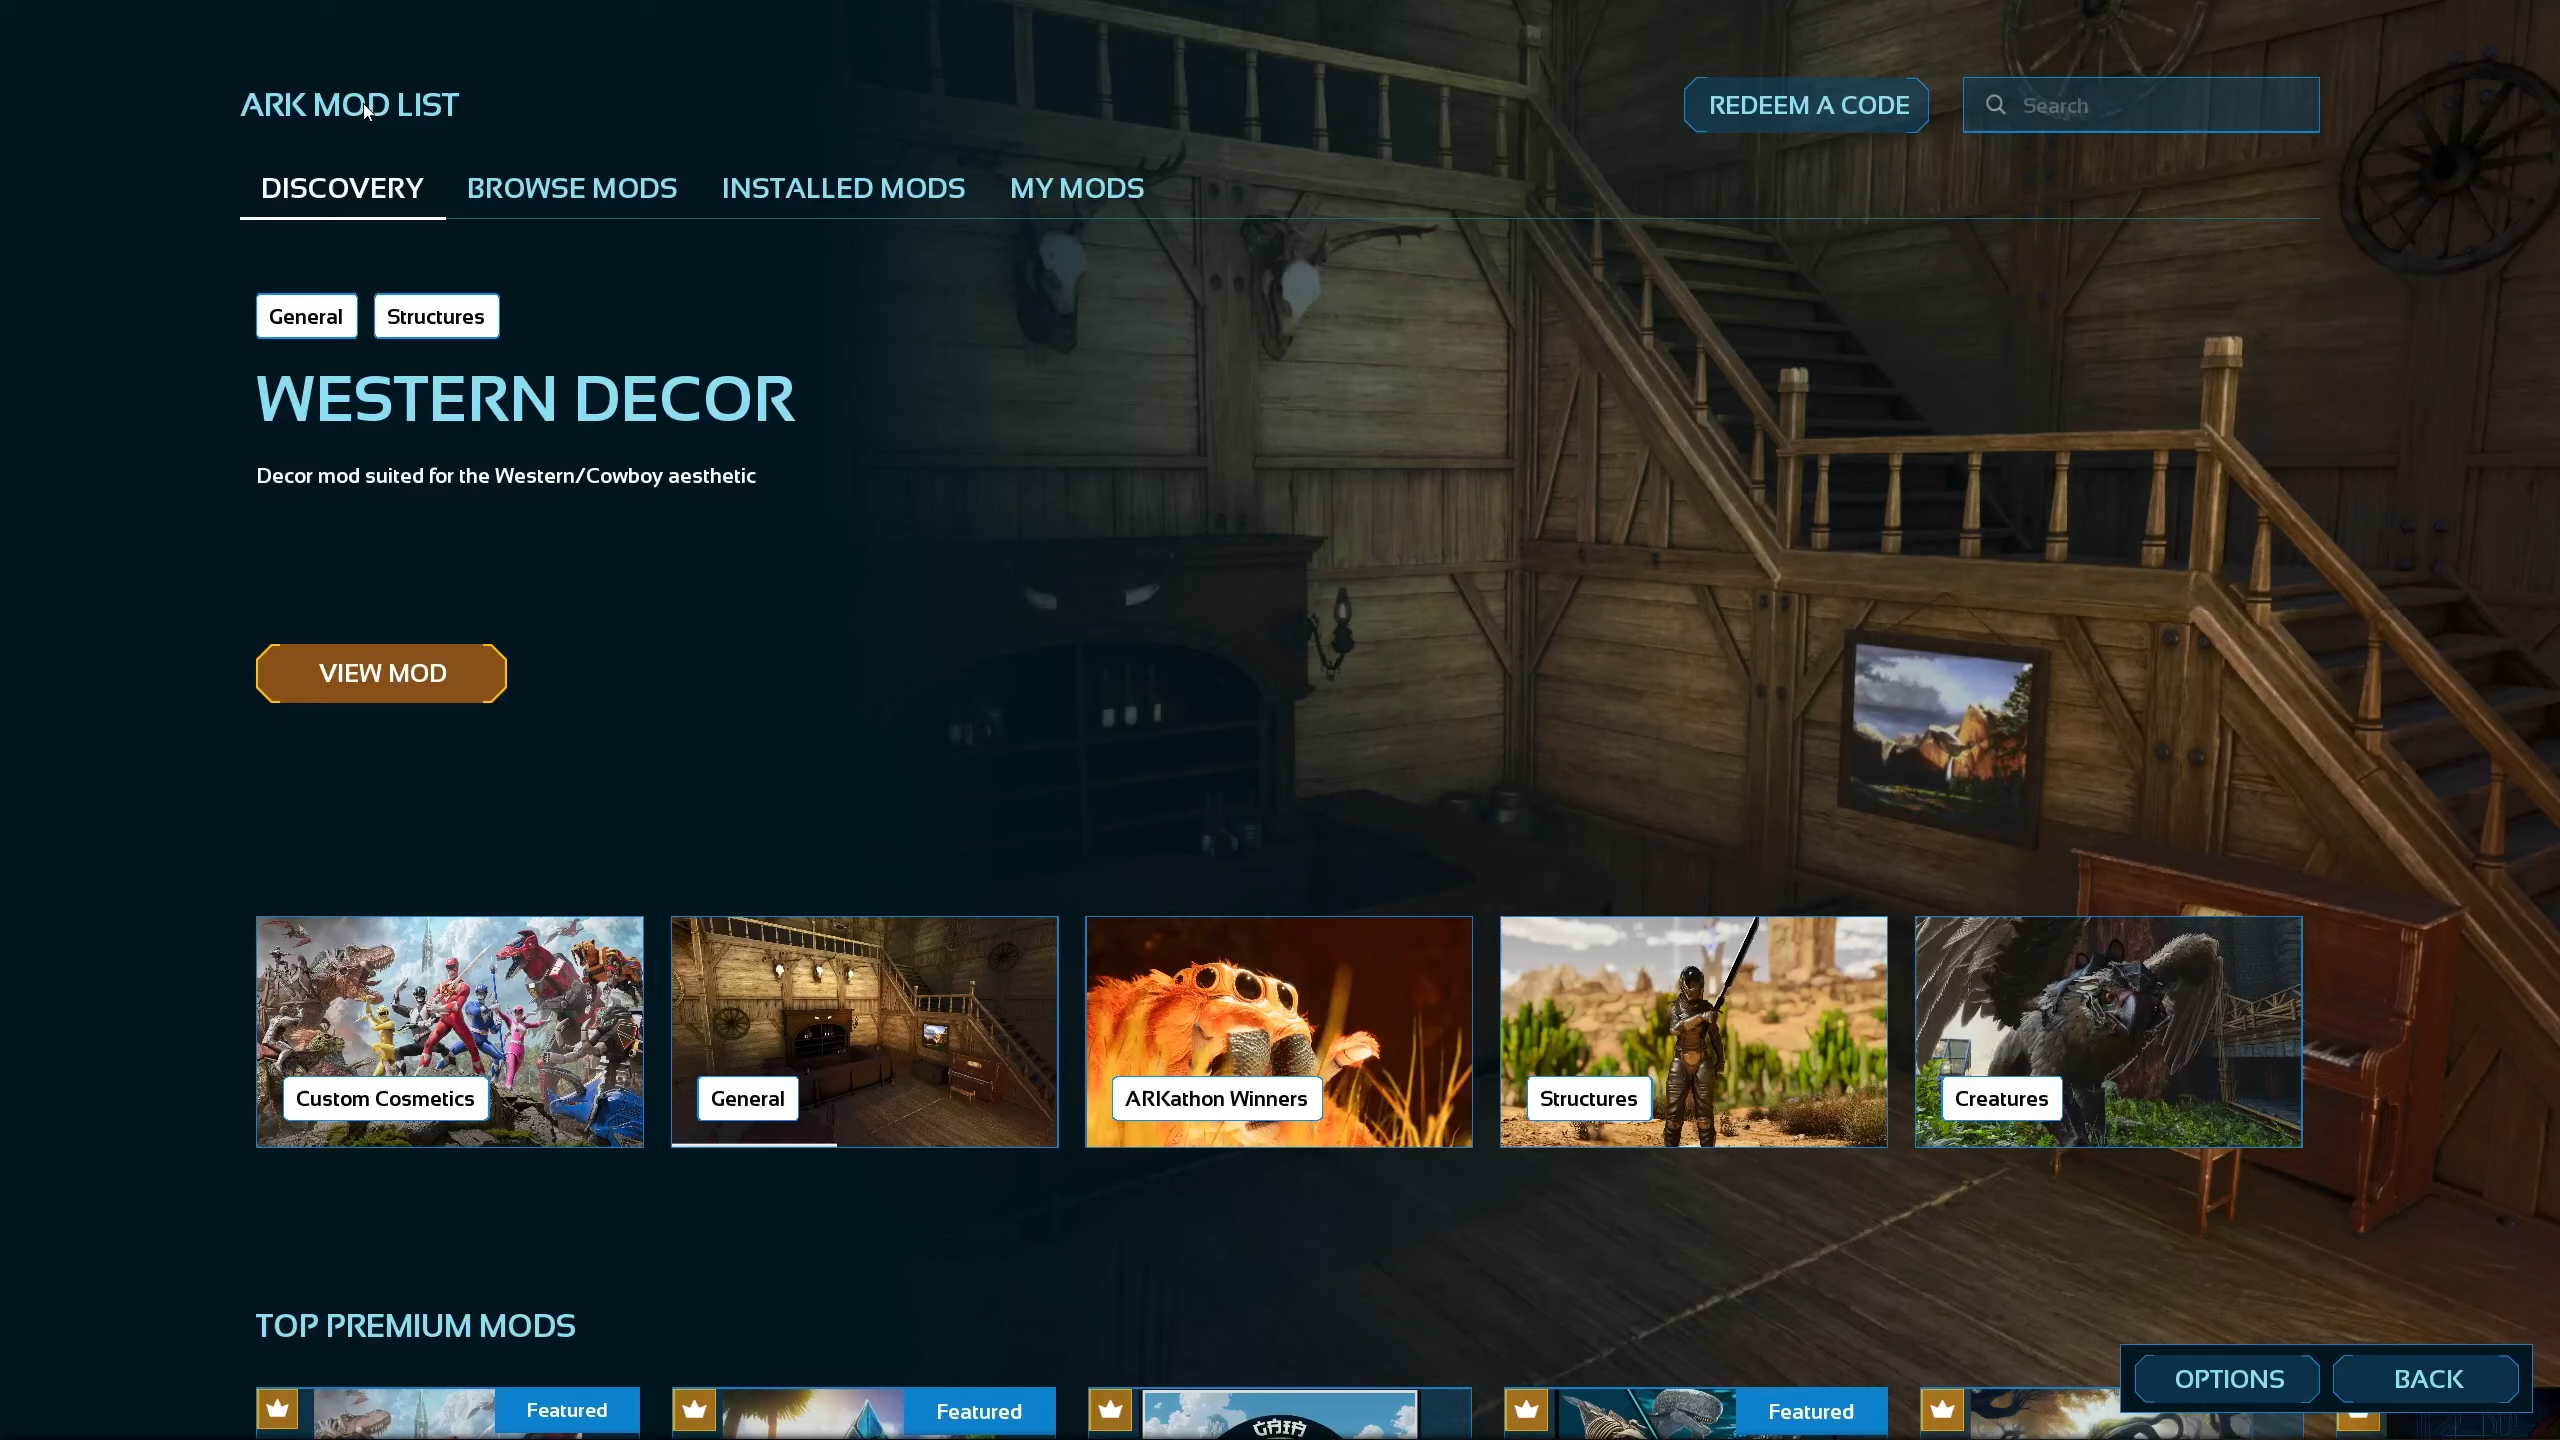 ARK MOD LIST
REDEEM A CODE
Search
DISCOVERY
BROWSE MODS
INSTALLED MODS
MY MODS
General
Structures
WESTERN DECOR
Decor mod suited for the Western/Cowboy aesthetic
VIEW MOD
Custom Cosmetics
General
ARKathon Winners
Structures
Creatures
TOP PREMIUM MODS
OPTIONS
BACK
Featured
Featured
GAIA
Featured